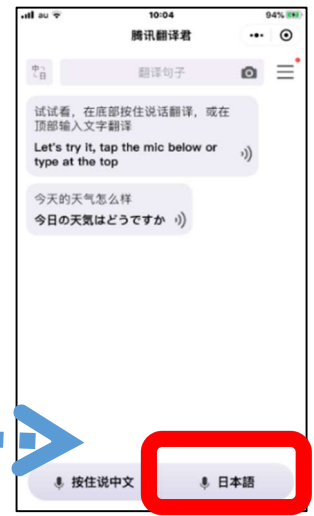 au 10:04 94%
腾讯翻译君
中 日 翻译句子
试试看，在底部按住说话翻译，或在
顶部输入文字翻译
Let's try it, tap the mic below or
type at the top
今天的天气怎么样
今日の天気はどうですか
按住说中文 日本語